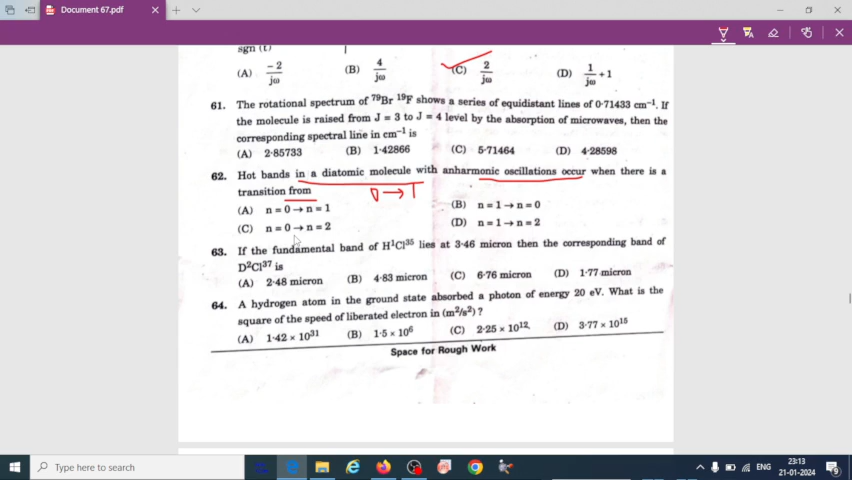 Document 67.pdf
sgn (t)
(A) -2/jω (B) 4/jω (C) 2/jω (D) 1/jω + 1
61. The rotational spectrum of ⁷⁹Br ¹⁹F shows a series of equidistant lines of 0·71433 cm⁻¹. If
the molecule is raised from J = 3 to J = 4 level by the absorption of microwaves, then the
corresponding spectral line in cm⁻¹ is
(A) 2·85733 (B) 1·42866 (C) 5·71464 (D) 4·28598
62. Hot bands in a diatomic molecule with anharmonic oscillations occur when there is a
transition from
0→1
(A) n = 0 → n = 1 (B) n = 1 → n = 0
(C) n = 0 → n = 2 (D) n = 1 → n = 2
63. If the fundamental band of H¹Cl³⁵ lies at 3·46 micron then the corresponding band of
D²Cl³⁷ is
(A) 2·48 micron (B) 4·83 micron (C) 6·76 micron (D) 1·77 micron
64. A hydrogen atom in the ground state absorbed a photon of energy 20 eV. What is the
square of the speed of liberated electron in (m²/s²) ?
(A) 1·42 × 10³¹ (B) 1·5 × 10⁶ (C) 2·25 × 10¹² (D) 3·77 × 10¹⁵
Space for Rough Work
Type here to search
ENG
23:13
21-01-2024
9